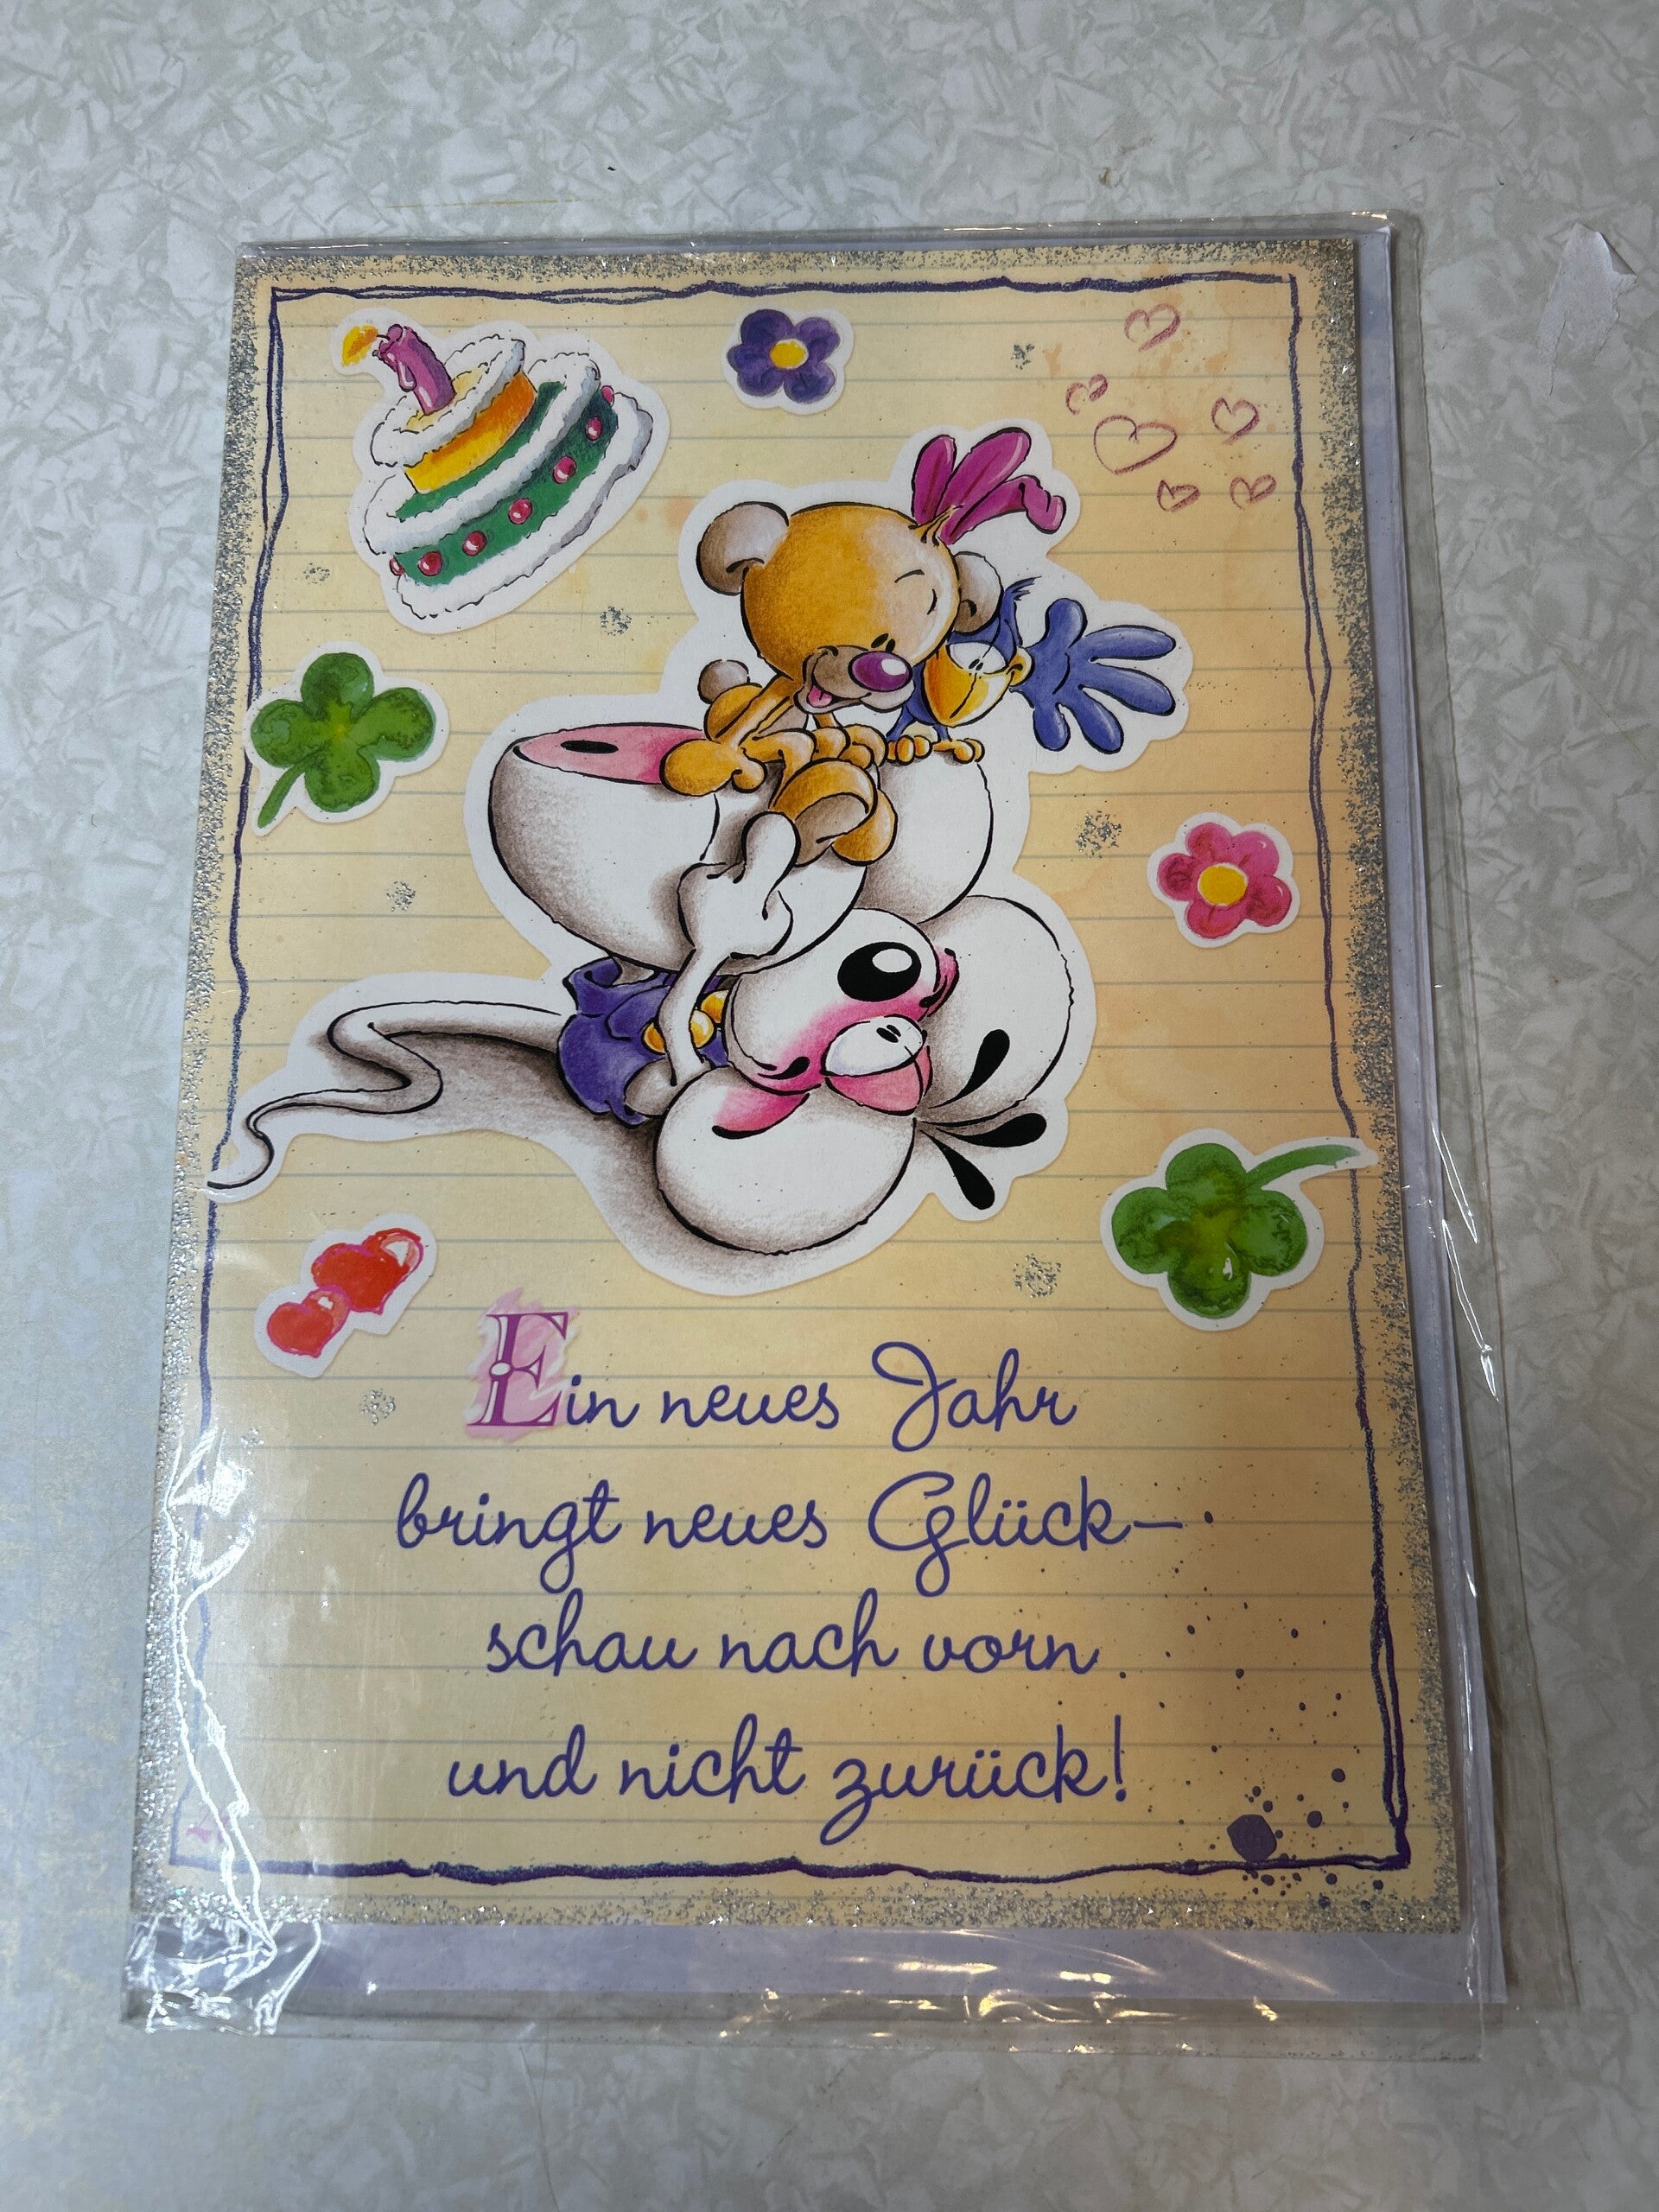 Ein neues Jahr
bringt neues Glück–
schau nach vorn
und nicht zurück!